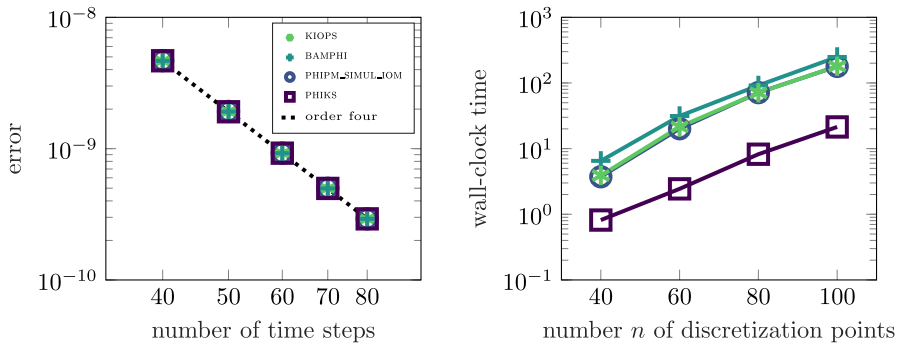 10^−8
10^−9
10^−10
error
KIOPS
BAMPHI
PHIPM_SIMUL_IOM
PHIKS
order four
40 50 60 70 80
number of time steps
10^3
10^2
10^1
10^0
10^−1
wall-clock time
40 60 80 100
number n of discretization points